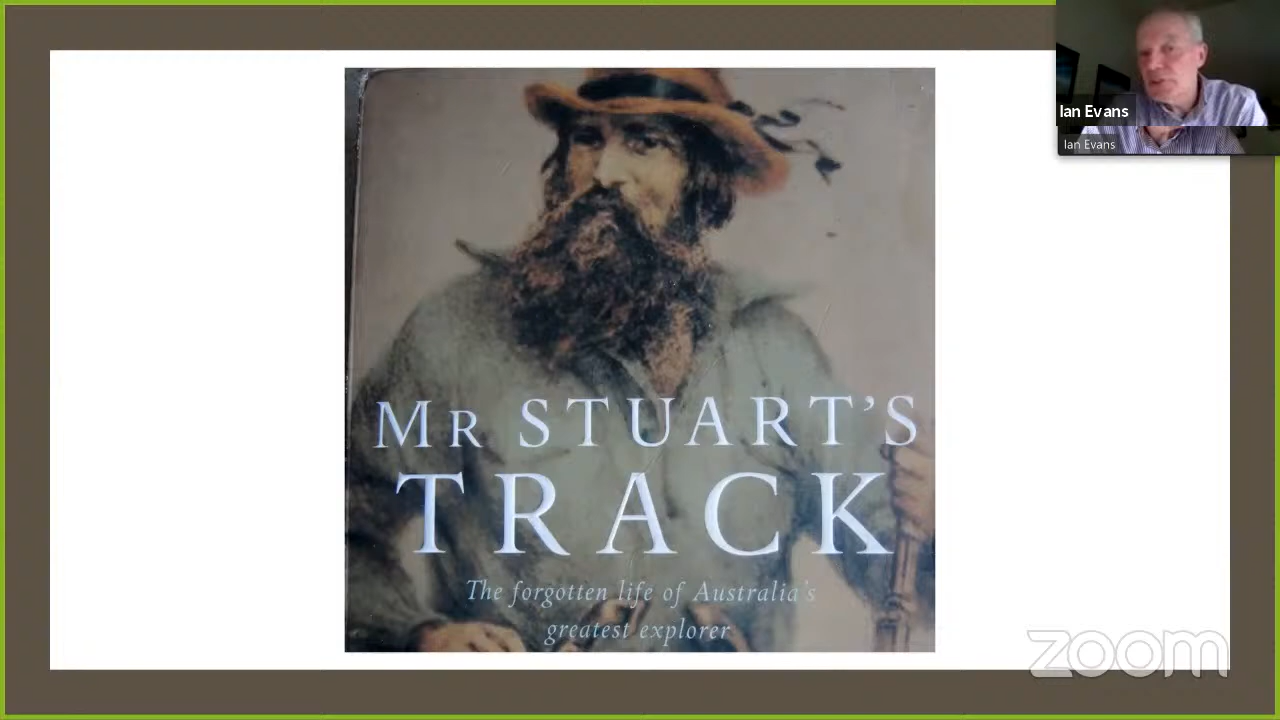 Ian Evans
Ian Evans
MR STUART'S
TRACK
The forgotten life of Australia's
greatest explorer
zoom